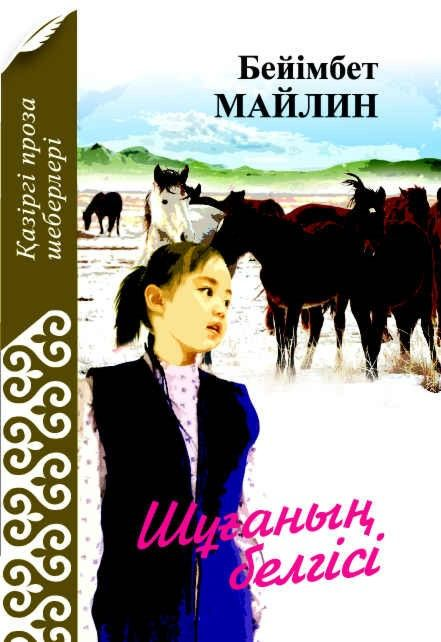 Бейімбет
МАЙЛИН
Қазіргі проза
шеберлері
Шұғаның
белгісі